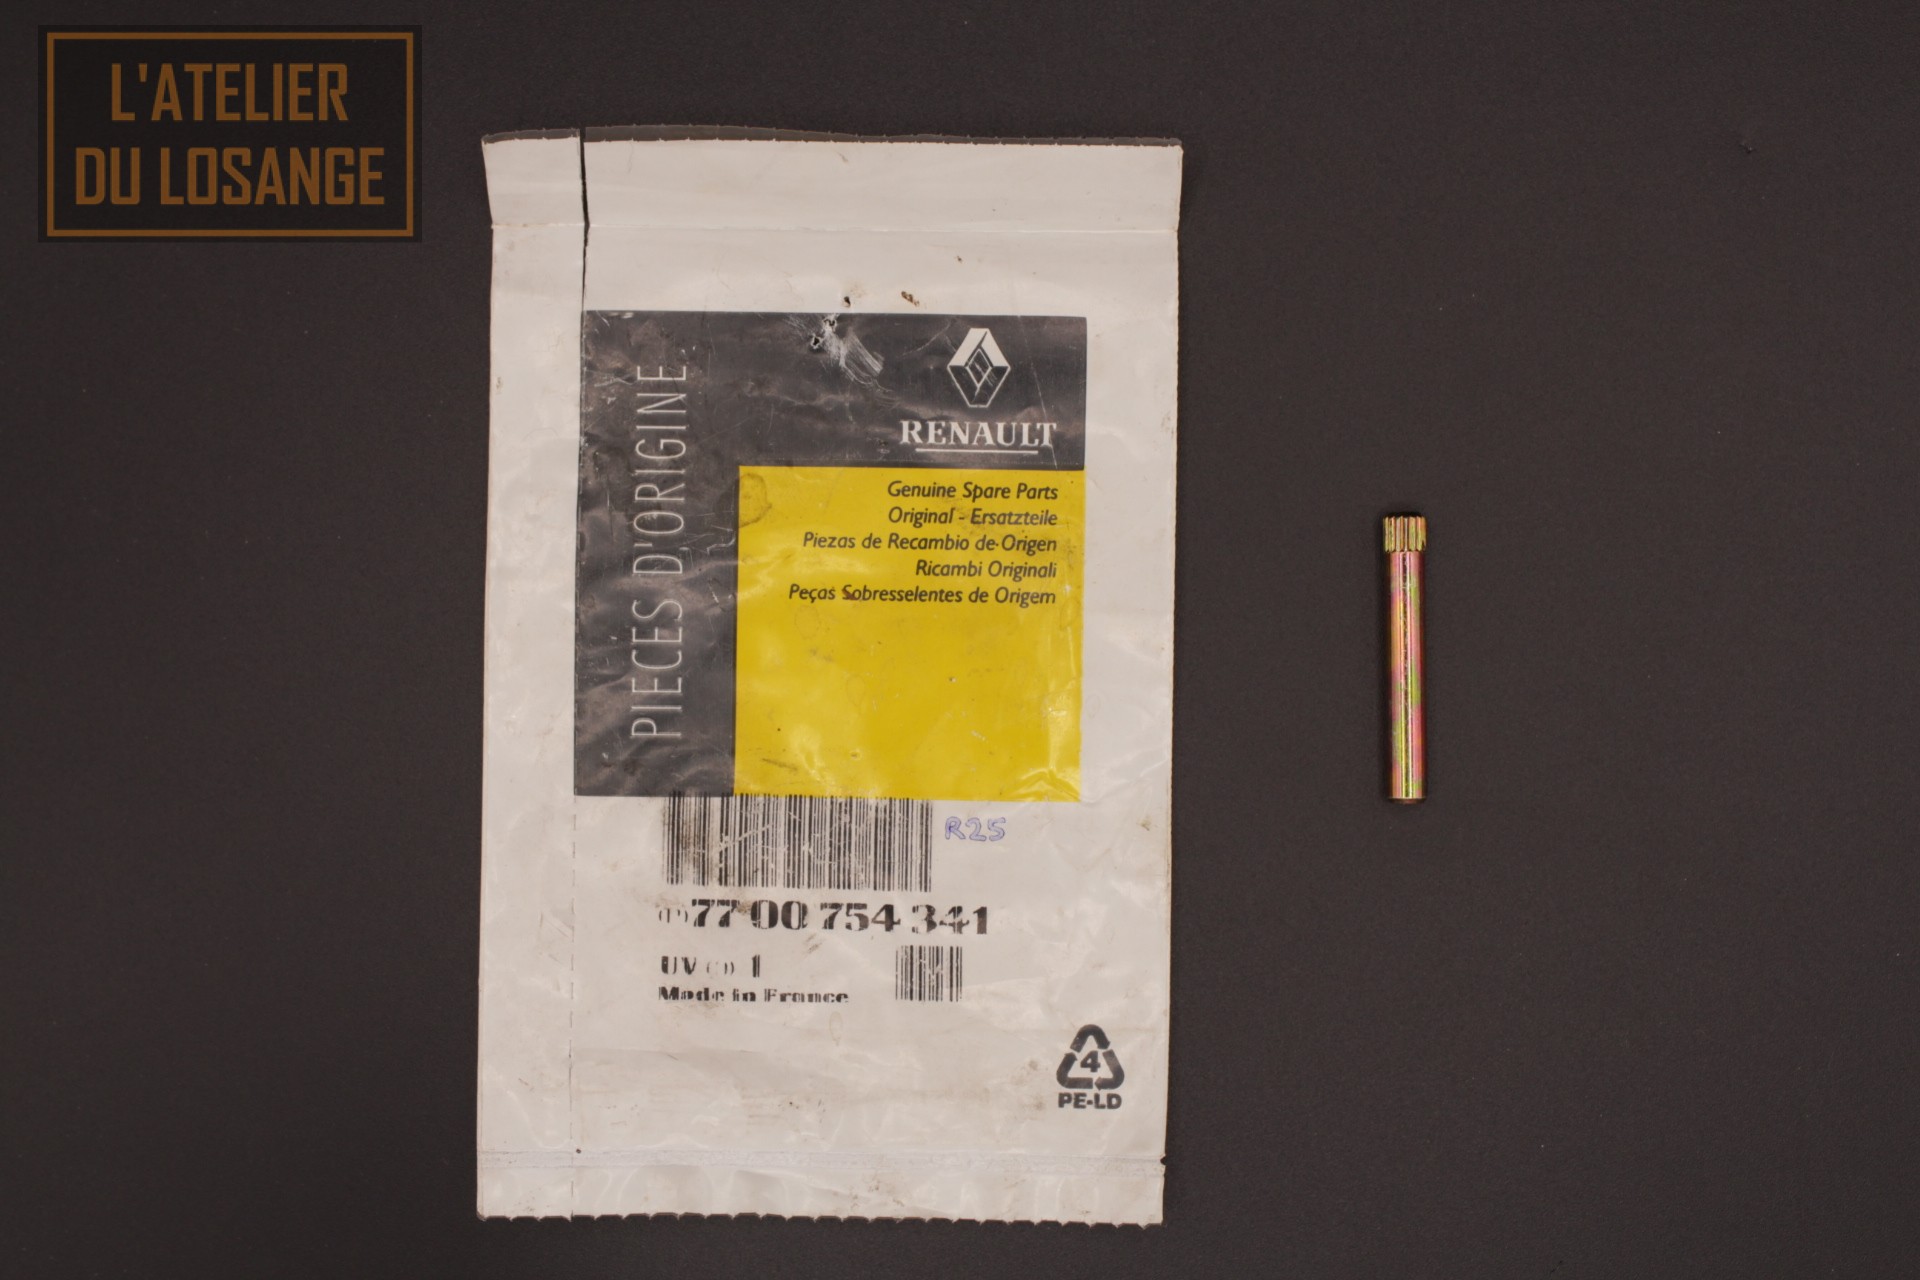 L'ATELIER
DU LOSANGE
PIECES D'ORIGINE
RENAULT
Genuine Spare Parts
Original - Ersatzteile
Piezas de Recambio de Origen
Ricambi Originali
Peças Sobresselentes de Origem
R25
77 00 754 341
UV 1
Made in France
4
PE-LD